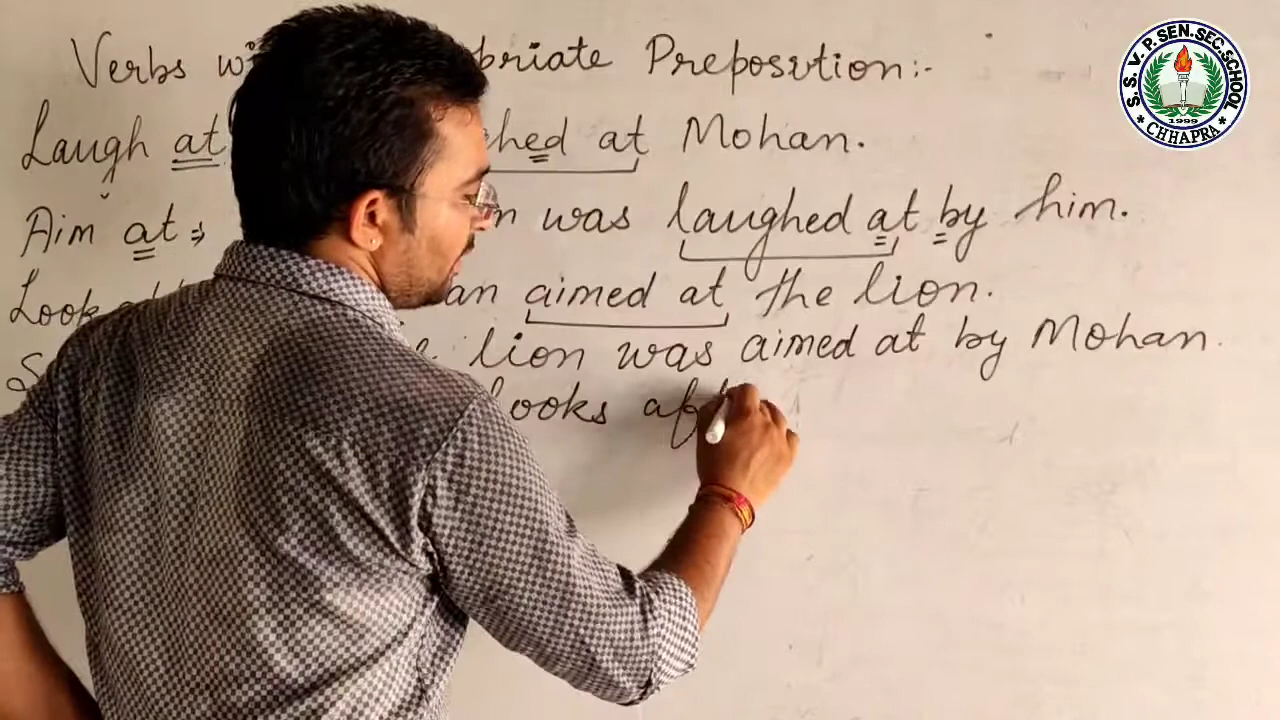 Verbs priate Preposition:-
Laugh at hed at Mohan.
Aim at⇒ was laughed at by him.
Look an aimed at the lion.
lion was aimed at by Mohan.
Looks aft
S.S.V.P. SEN. SEC. SCHOOL
1999
* CHHAPRA *